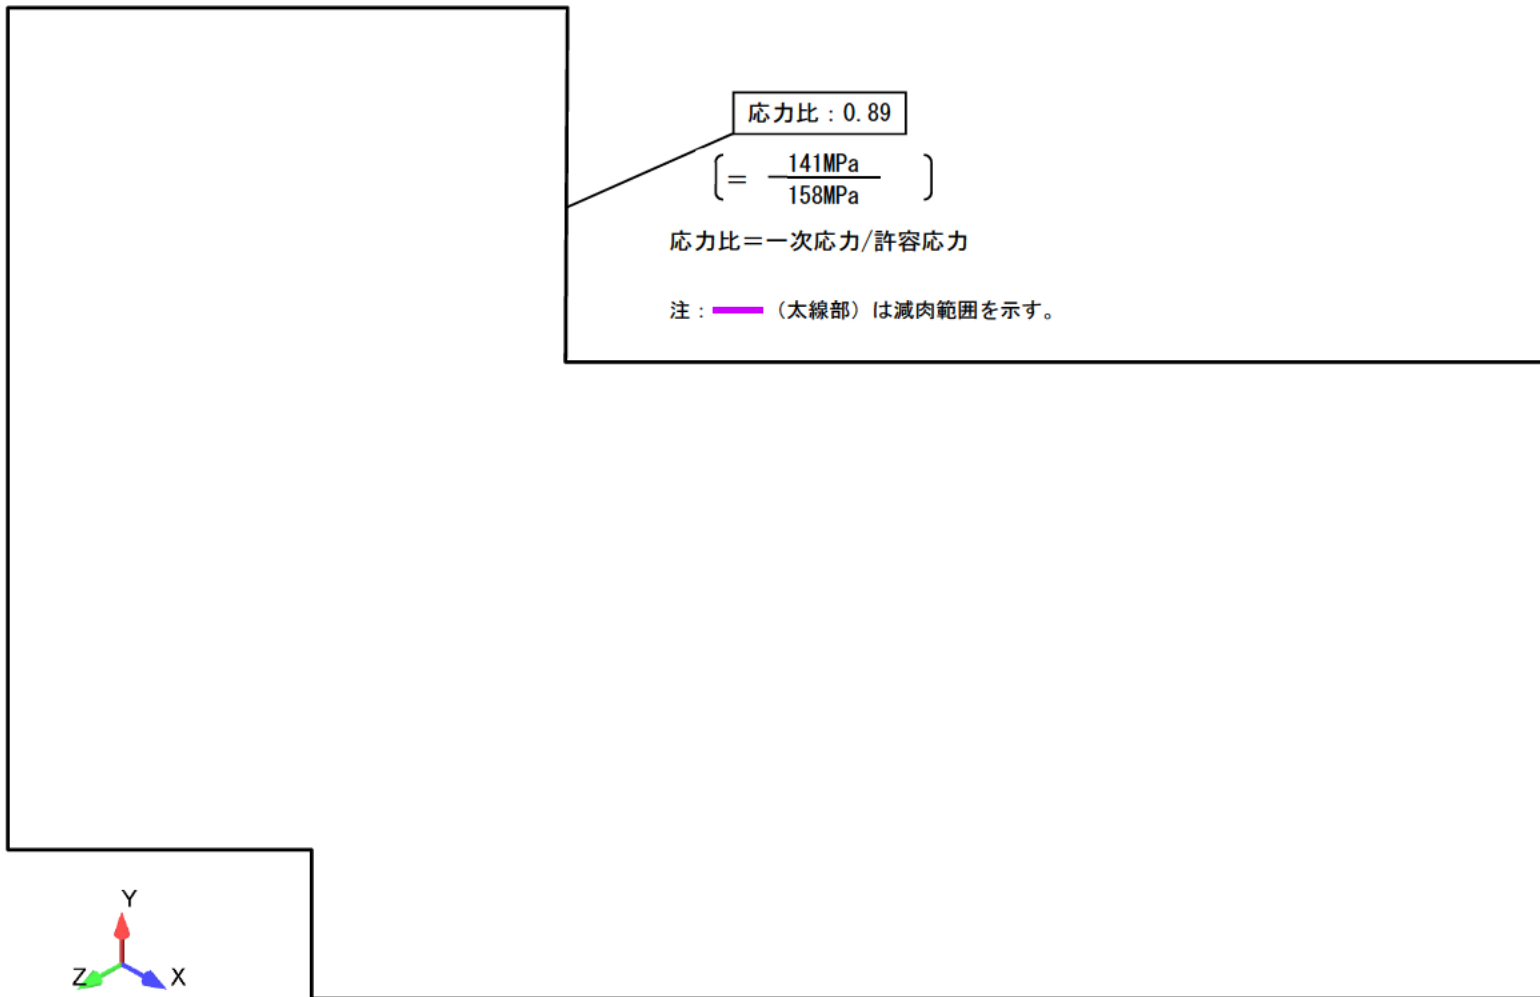 応力比：0.89
〔= 141MPa/158MPa〕
応力比＝一次応力/許容応力
注：（太線部）は減肉範囲を示す。
Y
Z X